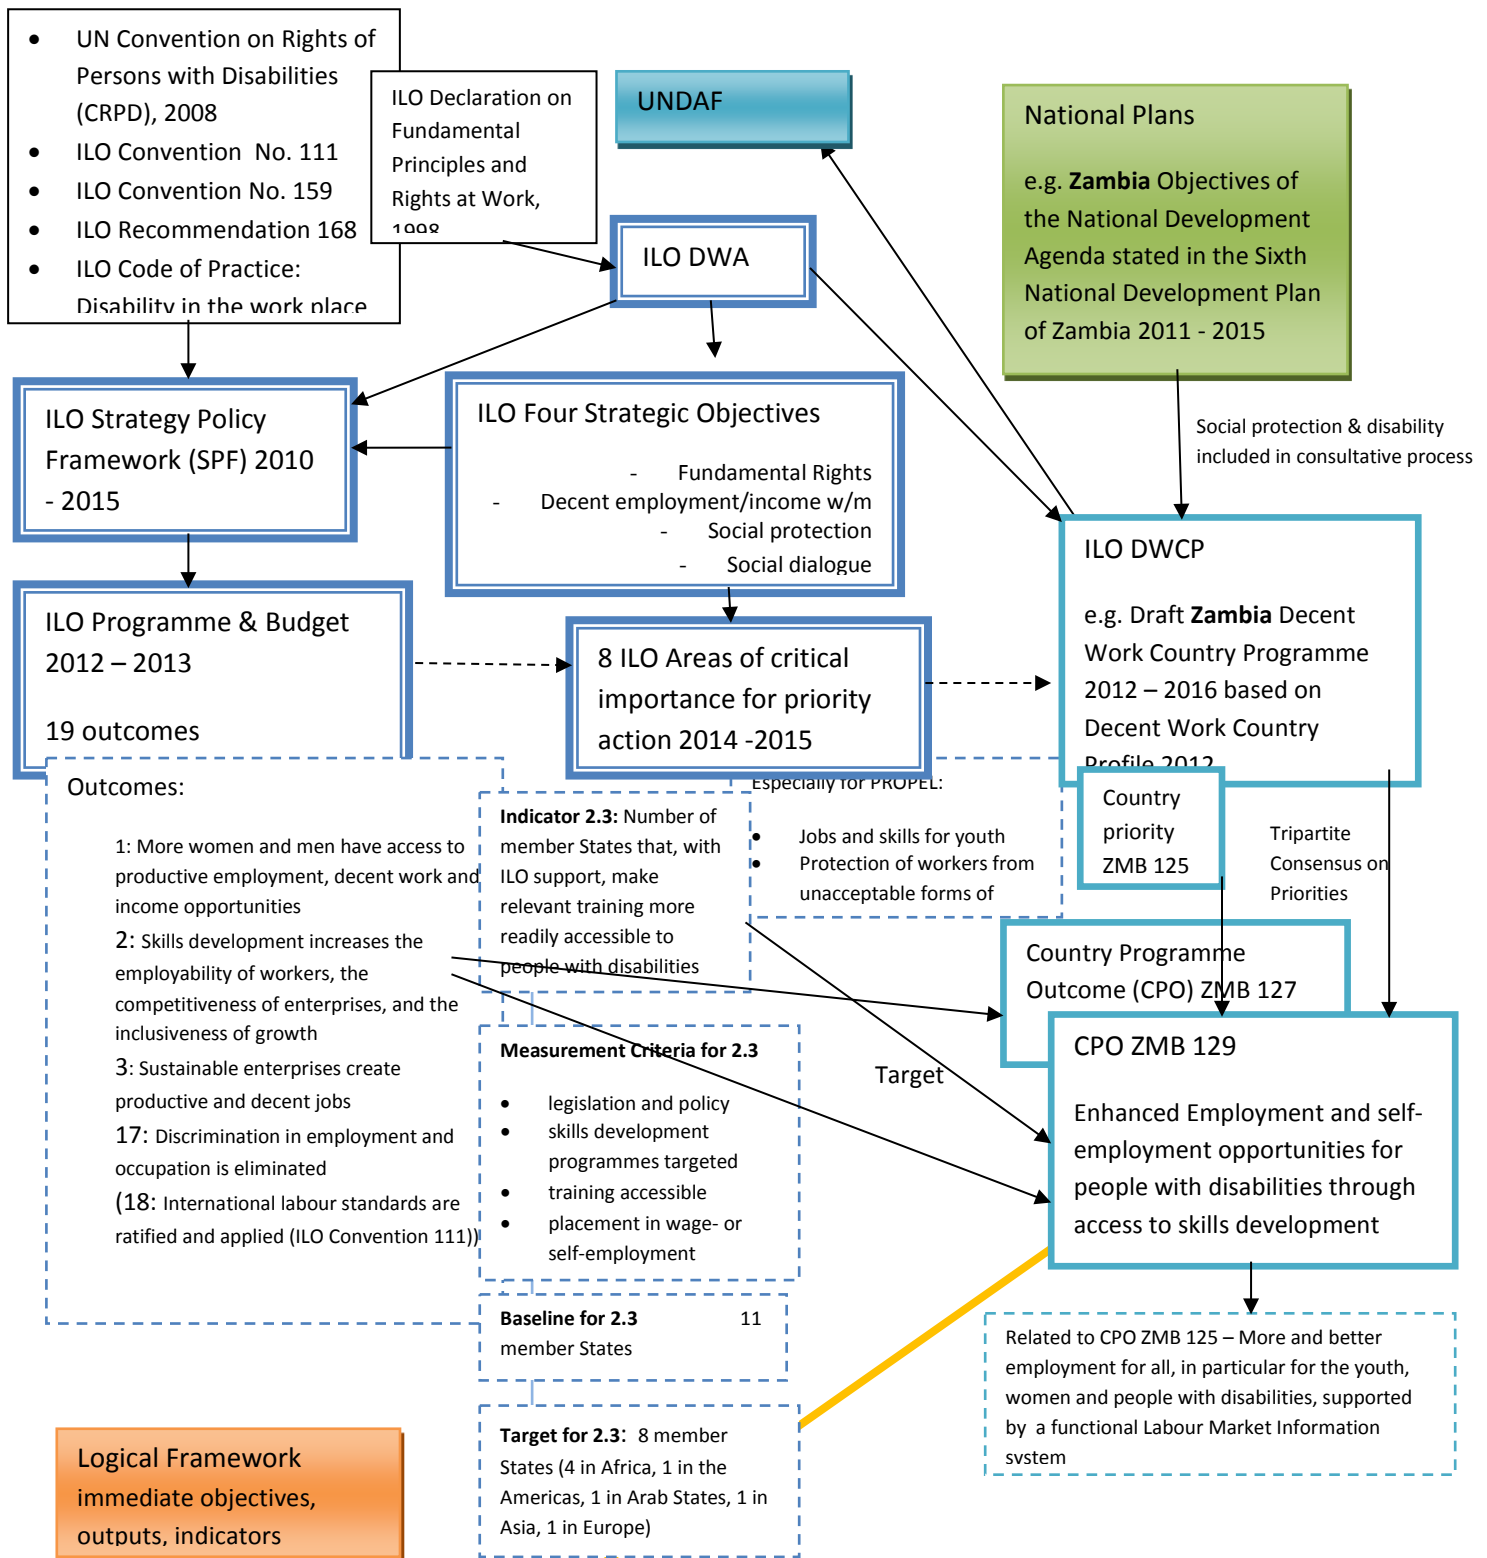 • UN Convention on Rights of
Persons with Disabilities
(CRPD), 2008
• ILO Convention No. 111
• ILO Convention No. 159
• ILO Recommendation 168
• ILO Code of Practice:
Disability in the work place
ILO Declaration on
Fundamental
Principles and
Rights at Work,
1998
UNDAF
National Plans
e.g. Zambia Objectives of
the National Development
Agenda stated in the Sixth
National Development Plan
of Zambia 2011 - 2015
ILO DWA
Social protection & disability
included in consultative process
ILO Strategy Policy
Framework (SPF) 2010
- 2015
ILO Four Strategic Objectives
- Fundamental Rights
- Decent employment/income w/m
- Social protection
- Social dialogue
ILO DWCP
e.g. Draft Zambia Decent
Work Country Programme
2012 – 2016 based on
Decent Work Country
Profile 2012
ILO Programme & Budget
2012 – 2013
19 outcomes
8 ILO Areas of critical
importance for priority
action 2014 -2015
Outcomes:
1: More women and men have access to
productive employment, decent work and
income opportunities
2: Skills development increases the
employability of workers, the
competitiveness of enterprises, and the
inclusiveness of growth
3: Sustainable enterprises create
productive and decent jobs
17: Discrimination in employment and
occupation is eliminated
(18: International labour standards are
ratified and applied (ILO Convention 111))
Indicator 2.3: Number of
member States that, with
ILO support, make
relevant training more
readily accessible to
people with disabilities
Especially for PROPEL:
• Jobs and skills for youth
• Protection of workers from
unacceptable forms of
Country
priority
ZMB 125
Tripartite
Consensus on
Priorities
Country Programme
Outcome (CPO) ZMB 127
Measurement Criteria for 2.3
• legislation and policy
• skills development
programmes targeted
• training accessible
• placement in wage- or
self-employment
Target
CPO ZMB 129
Enhanced Employment and self-
employment opportunities for
people with disabilities through
access to skills development
Baseline for 2.3 11
member States
Related to CPO ZMB 125 – More and better
employment for all, in particular for the youth,
women and people with disabilities, supported
by a functional Labour Market Information
system
Target for 2.3: 8 member
States (4 in Africa, 1 in the
Americas, 1 in Arab States, 1 in
Asia, 1 in Europe)
Logical Framework
immediate objectives,
outputs, indicators